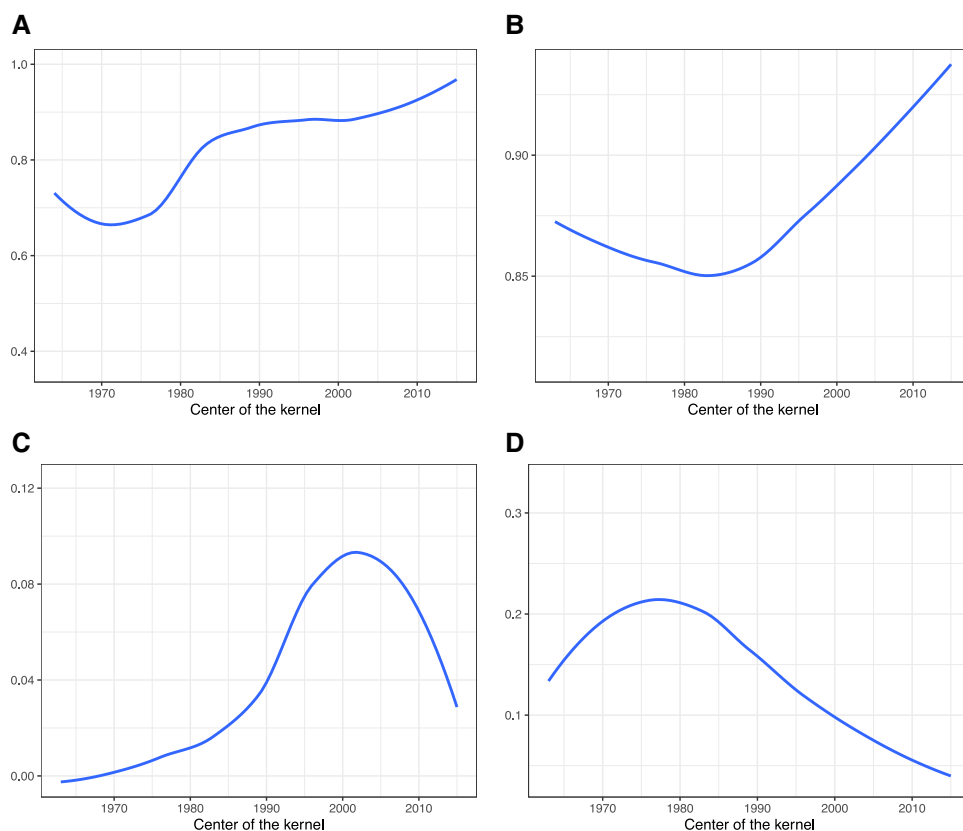 A
B
1.0
0.8
0.6
0.4
1970 1980 1990 2000 2010
Center of the kernel
0.90
0.85
1970 1980 1990 2000 2010
Center of the kernel
C
D
0.12
0.08
0.04
0.00
1970 1980 1990 2000 2010
Center of the kernel
0.3
0.2
0.1
1970 1980 1990 2000 2010
Center of the kernel